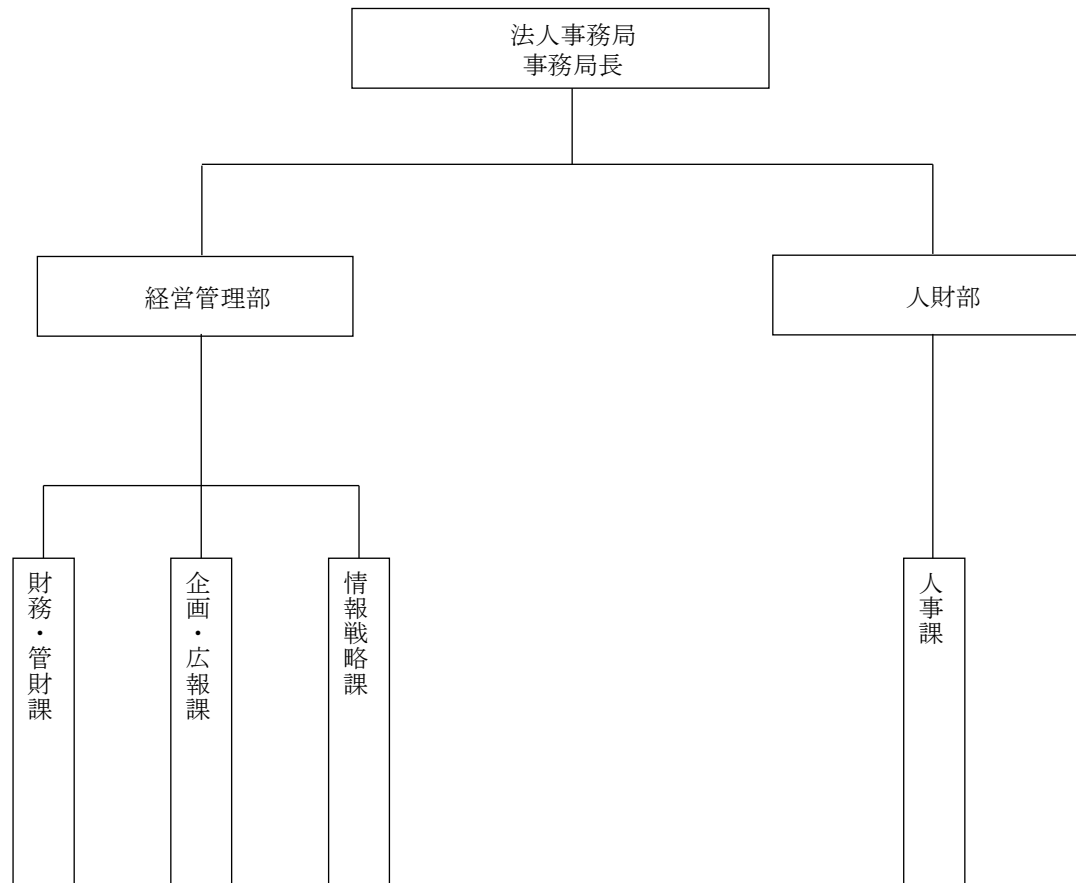 法人事務局
事務局長
経営管理部
人財部
財務・管財課
企画・広報課
情報戦略課
人事課